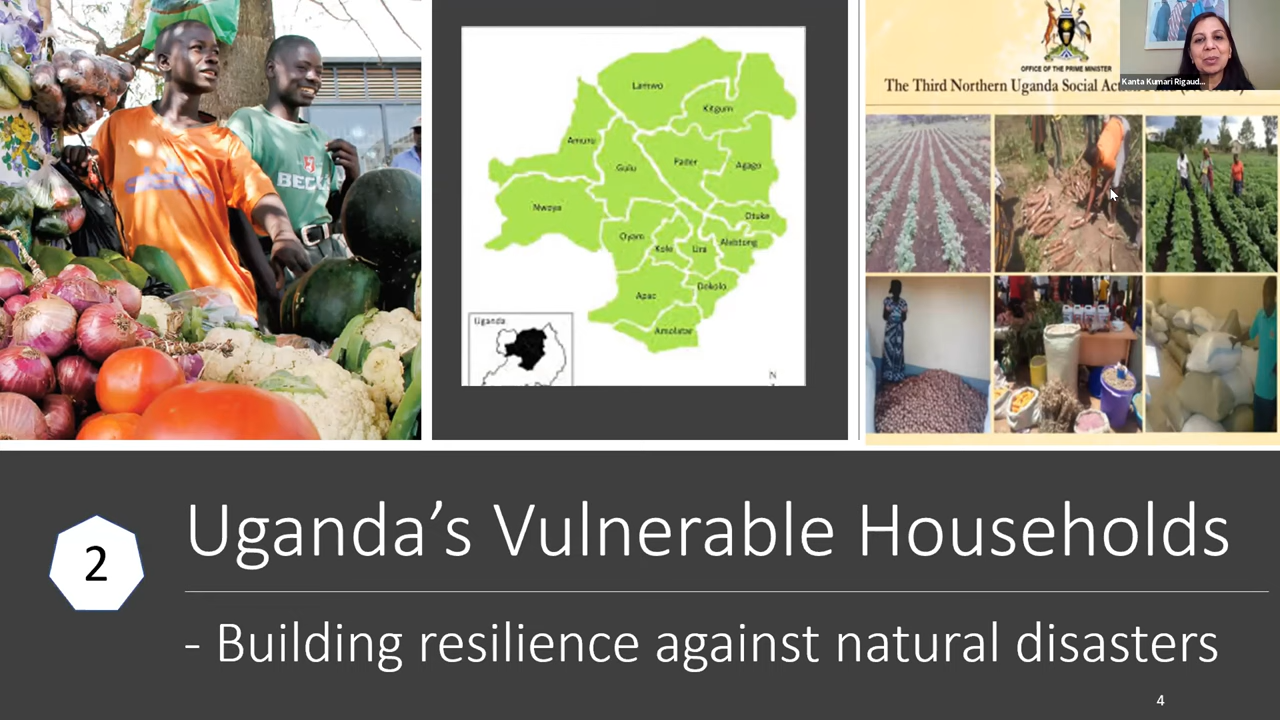 BEC
Lamwo
Kitgum
Amuru
Gulu
Pader
Agago
Nwoya
Otuke
Oyam
Kole
Lira
Alebtong
Apac
Dokolo
Amolatar
Uganda
N
OFFICE OF THE PRIME MINISTER
The Third Northern Uganda Social
Kanta Kumari Rigaud...
2
Uganda's Vulnerable Households
- Building resilience against natural disasters
4